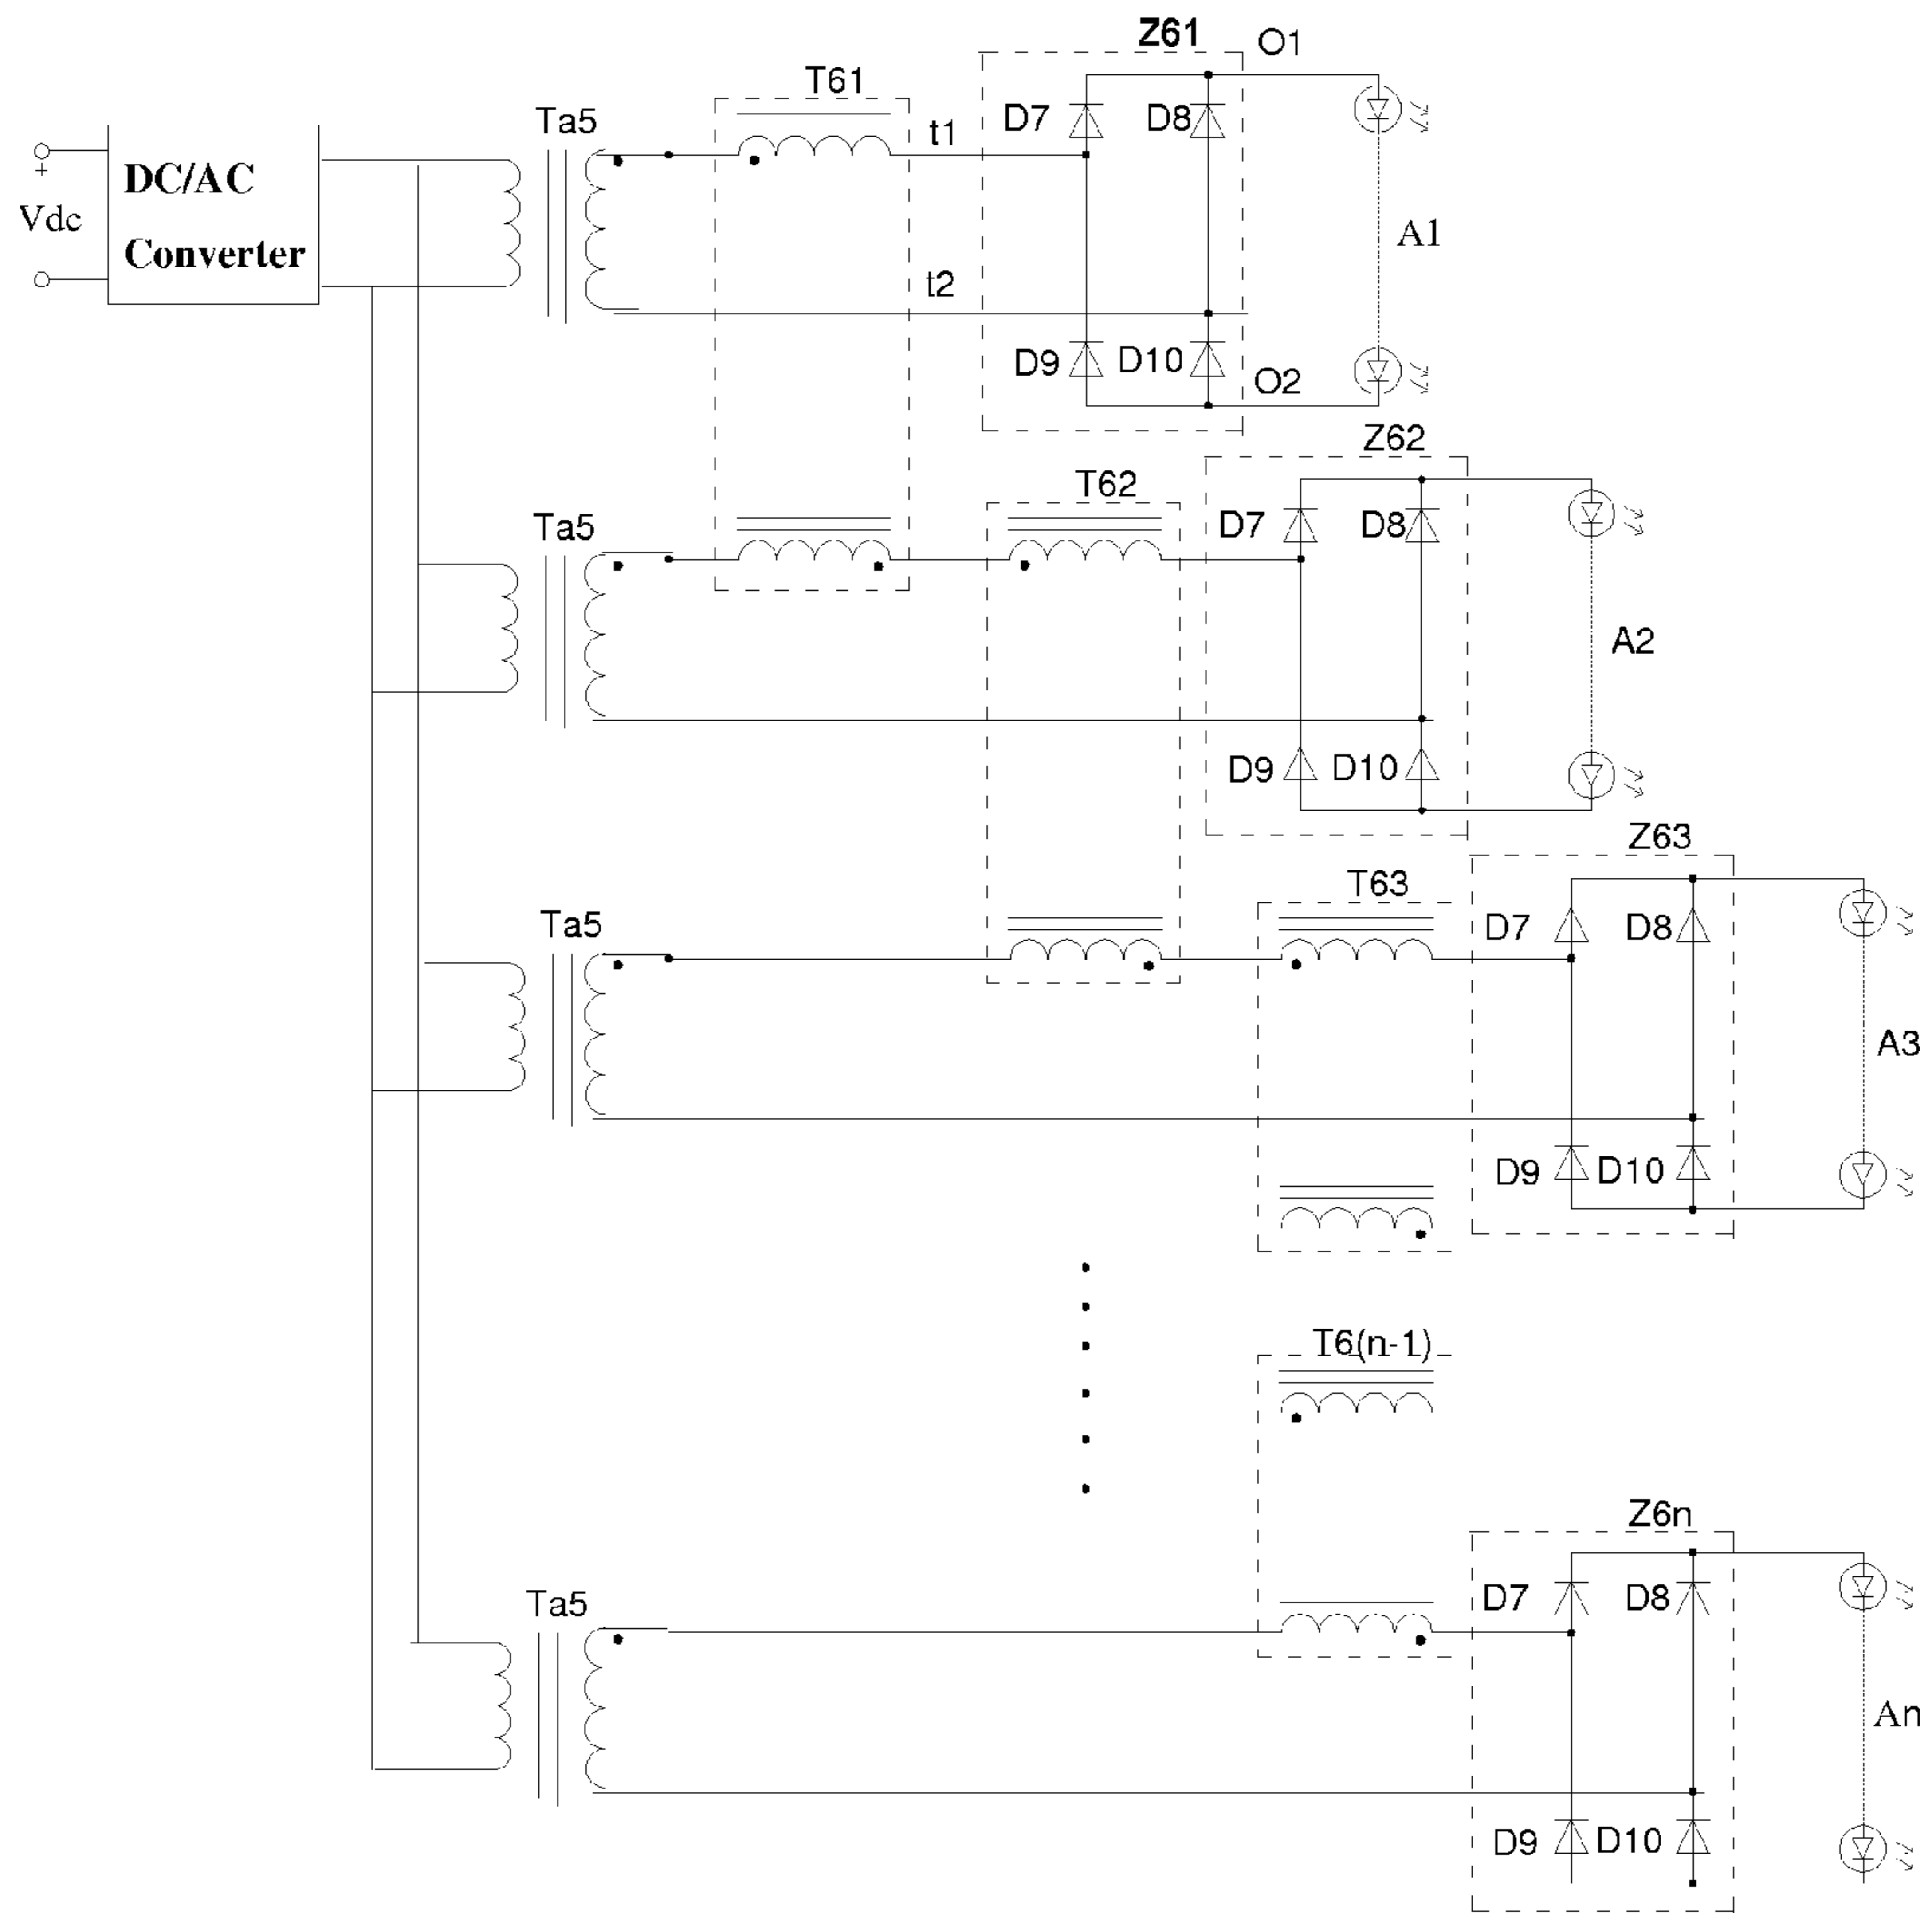 Z61
O1
T61
Ta5
D7
D8
t1
+
Vdc
DC/AC
Converter
A1
t2
D9
D10
O2
Z62
T62
Ta5
D7
D8
A2
D9
D10
Z63
T63
Ta5
D7
D8
A3
D9
D10
T6(n-1)
Z6n
Ta5
D7
D8
An
D9
D10